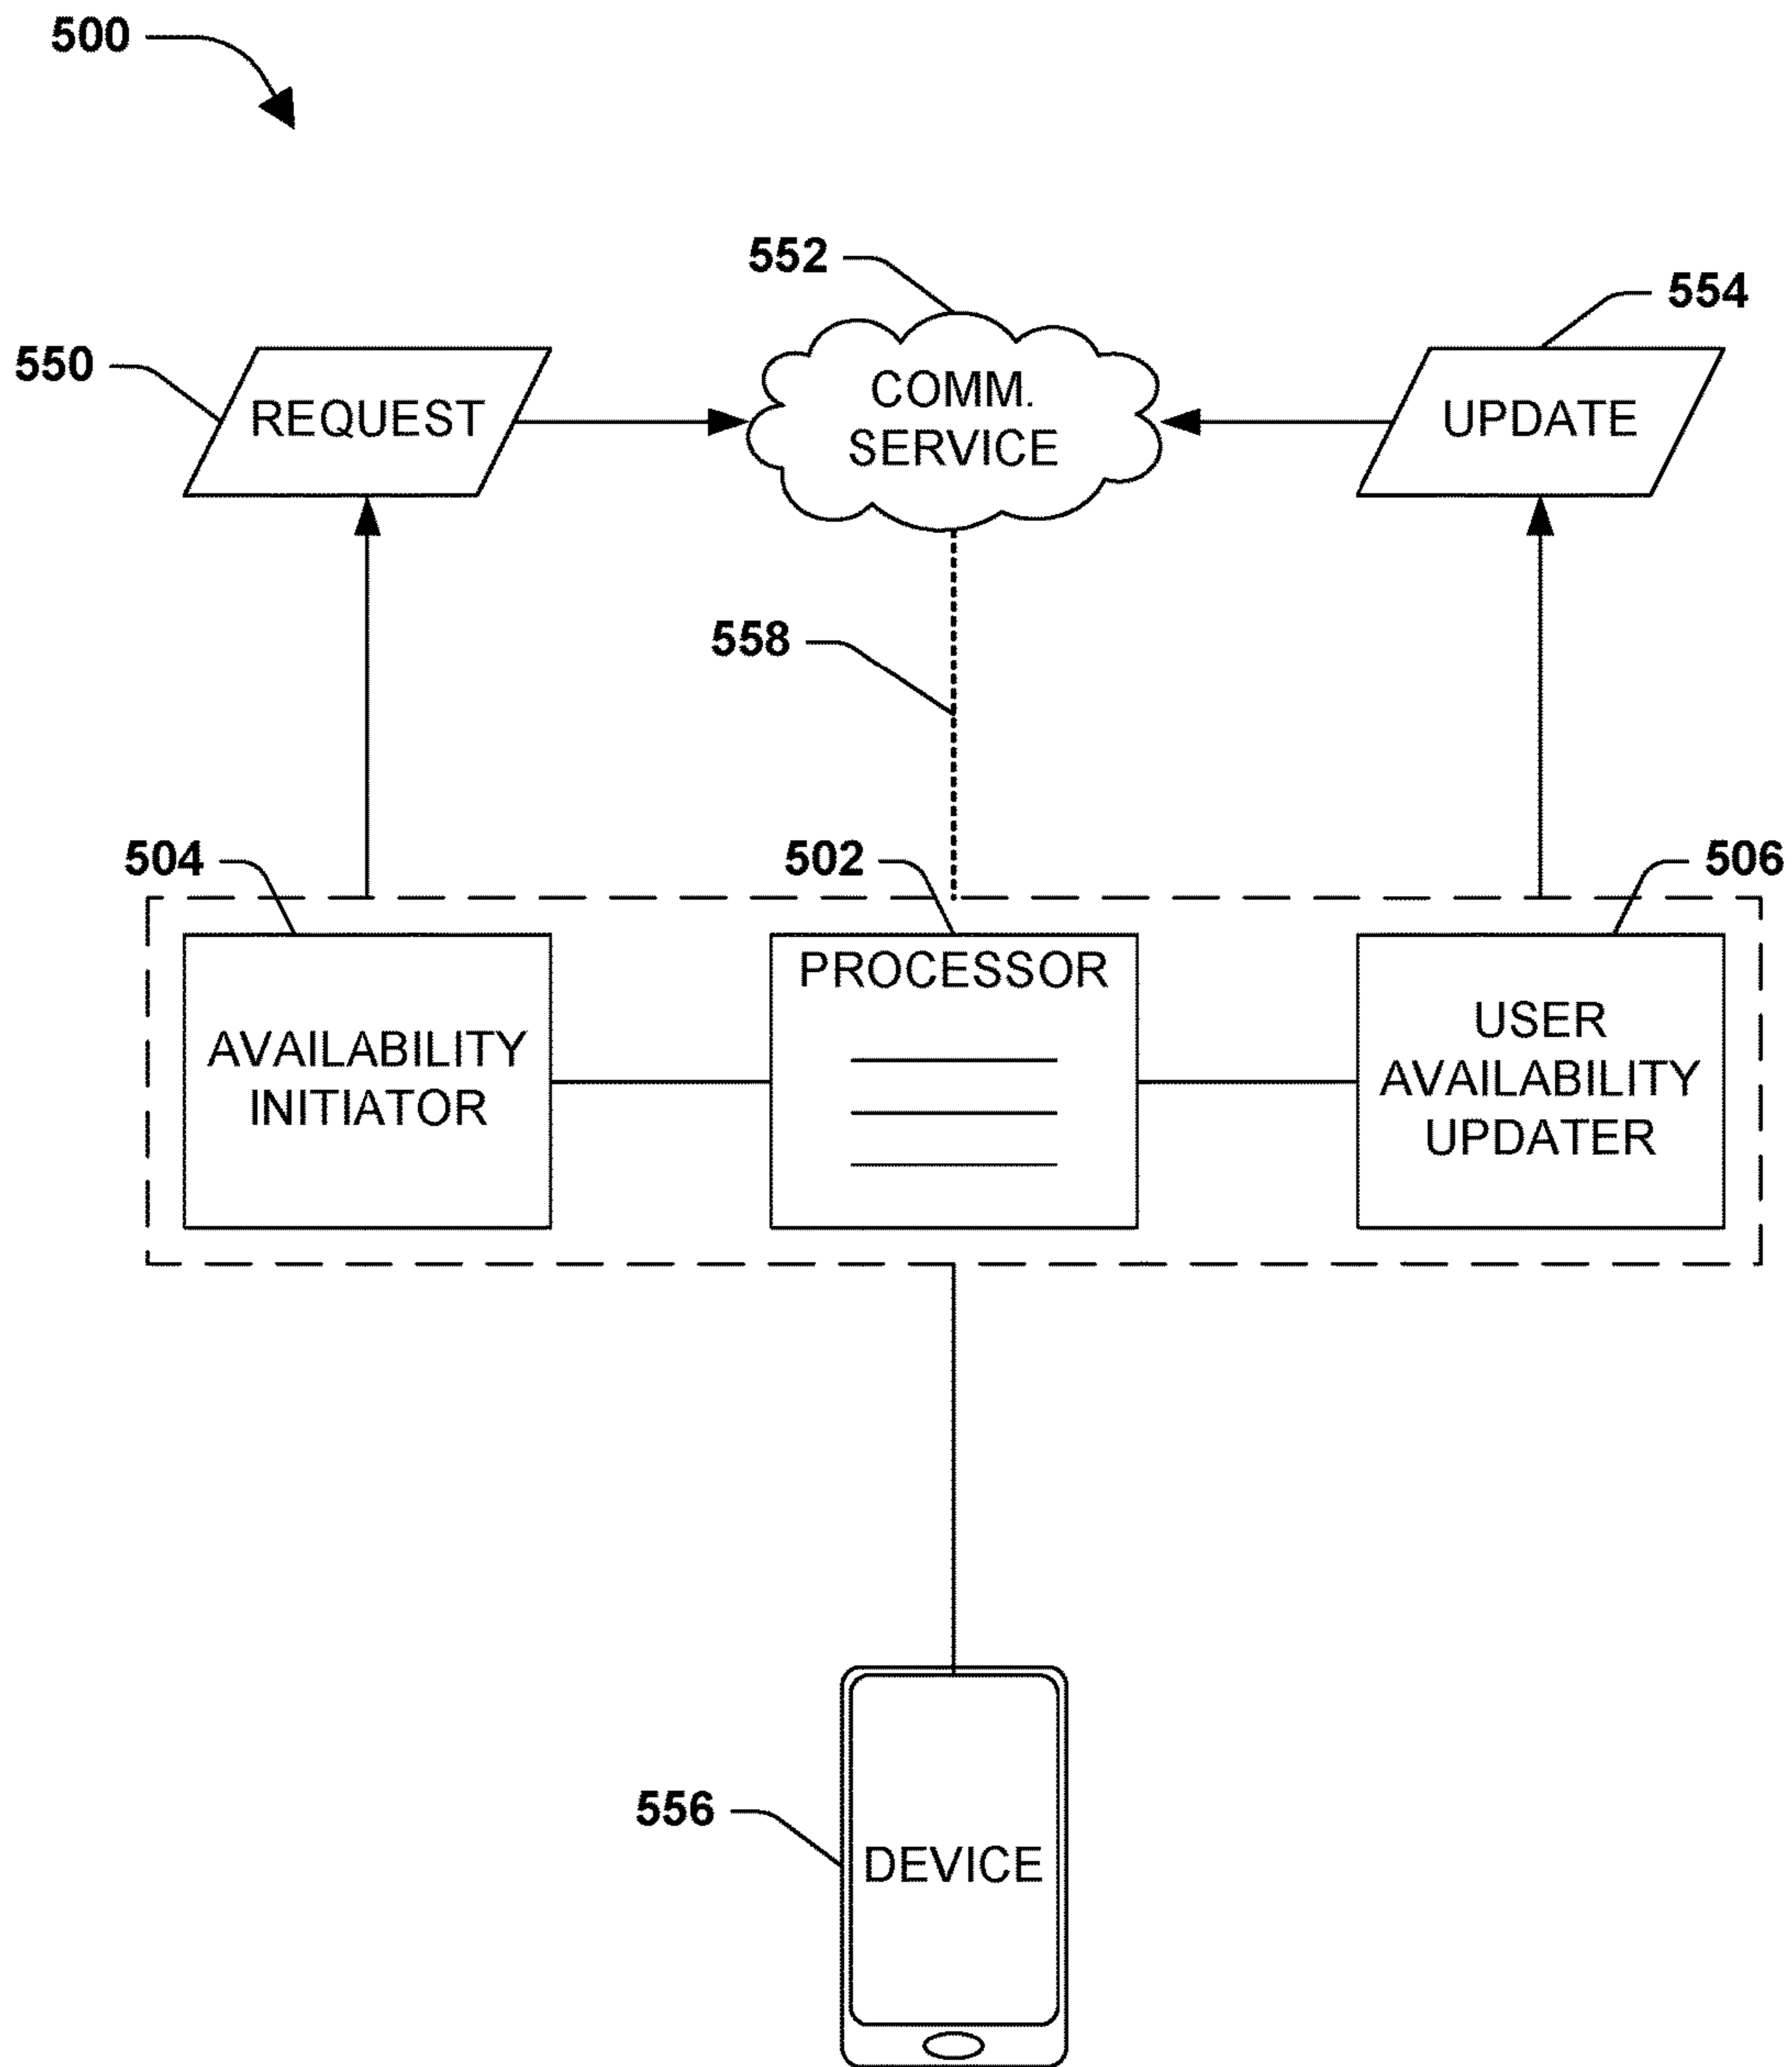 500
552
554
550
REQUEST
COMM.
SERVICE
UPDATE
558
504
502
506
AVAILABILITY
INITIATOR
PROCESSOR
USER
AVAILABILITY
UPDATER
556
DEVICE